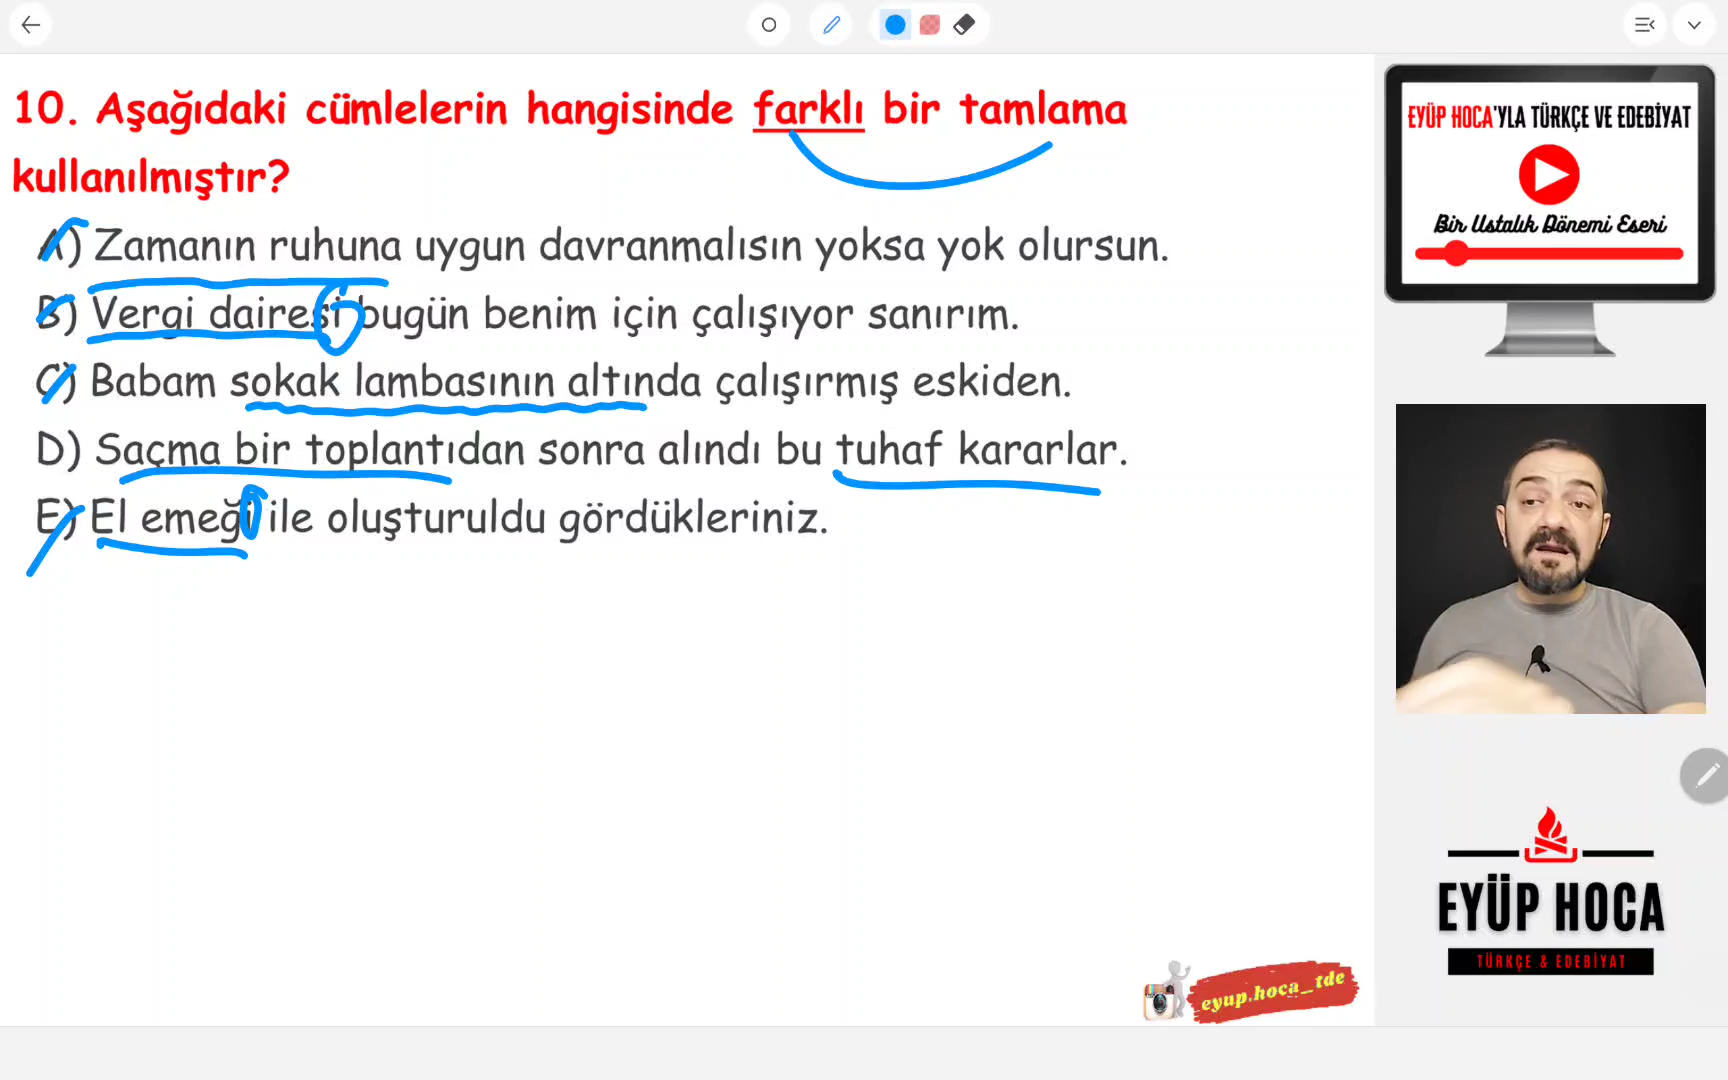 10. Aşağıdaki cümlelerin hangisinde farklı bir tamlama
kullanılmıştır?
A) Zamanın ruhuna uygun davranmalısın yoksa yok olursun.
B) Vergi dairesi bugün benim için çalışıyor sanırım.
C) Babam sokak lambasının altında çalışırmış eskiden.
D) Saçma bir toplantıdan sonra alındı bu tuhaf kararlar.
E) El emeği ile oluşturuldu gördükleriniz.
EYÜP HOCA'YLA TÜRKÇE VE EDEBİYAT
Bir Ustalık Dönemi Eseri
EYÜP HOCA
TÜRKÇE & EDEBİYAT
eyup.hoca_tde